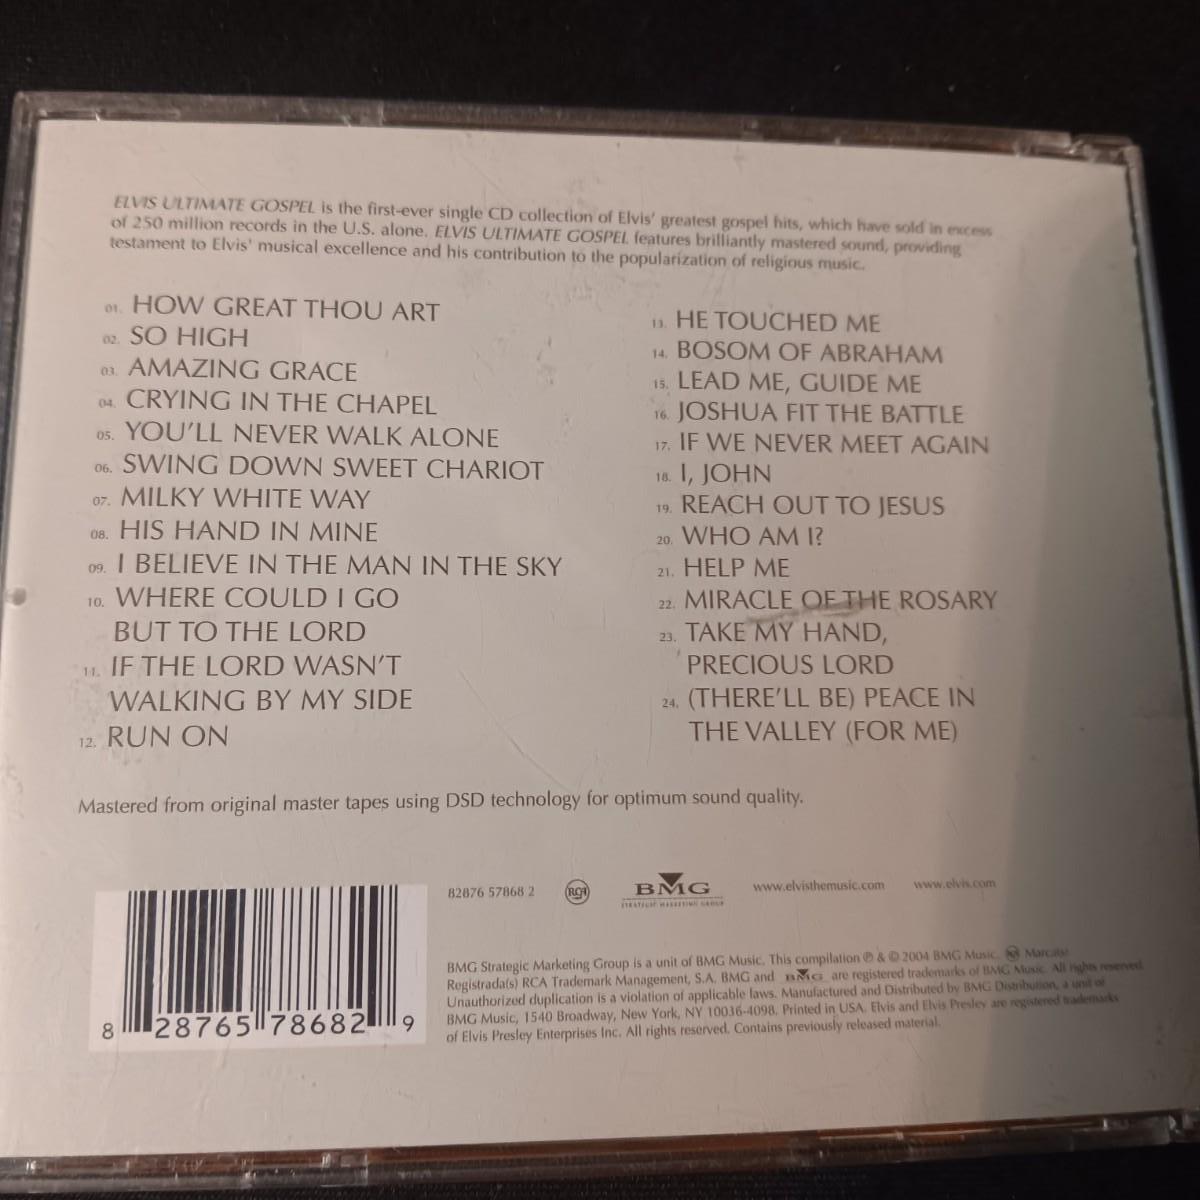 ELVIS ULTIMATE GOSPEL is the first-ever single CD collection of Elvis' greatest gospel hits, which have sold in excess
of 250 million records in the U.S. alone. ELVIS ULTIMATE GOSPEL features brilliantly mastered sound, providing
testament to Elvis' musical excellence and his contribution to the popularization of religious music.
01. HOW GREAT THOU ART
02. SO HIGH
03. AMAZING GRACE
04. CRYING IN THE CHAPEL
05. YOU'LL NEVER WALK ALONE
06. SWING DOWN SWEET CHARIOT
07. MILKY WHITE WAY
08. HIS HAND IN MINE
09. I BELIEVE IN THE MAN IN THE SKY
10. WHERE COULD I GO
BUT TO THE LORD
11. IF THE LORD WASN'T
WALKING BY MY SIDE
12. RUN ON
13. HE TOUCHED ME
14. BOSOM OF ABRAHAM
15. LEAD ME, GUIDE ME
16. JOSHUA FIT THE BATTLE
17. IF WE NEVER MEET AGAIN
18. I, JOHN
19. REACH OUT TO JESUS
20. WHO AM I?
21. HELP ME
22. MIRACLE OF THE ROSARY
23. TAKE MY HAND,
PRECIOUS LORD
24. (THERE'LL BE) PEACE IN
THE VALLEY (FOR ME)
Mastered from original master tapes using DSD technology for optimum sound quality.
82876 57868 2 RCA BMG www.elvisthemusic.com www.elvis.com
STRATEGIC MARKETING GROUP
8 28765 78682 9
BMG Strategic Marketing Group is a unit of BMG Music. This compilation ℗ & © 2004 BMG Music. RCA Marca(s)
Registrada(s) RCA Trademark Management, S.A. BMG and BMG are registered trademarks of BMG Music. All rights reserved.
Unauthorized duplication is a violation of applicable laws. Manufactured and Distributed by BMG Distribution, a unit of
BMG Music, 1540 Broadway, New York, NY 10036-4098. Printed in USA. Elvis and Elvis Presley are registered trademarks
of Elvis Presley Enterprises Inc. All rights reserved. Contains previously released material.